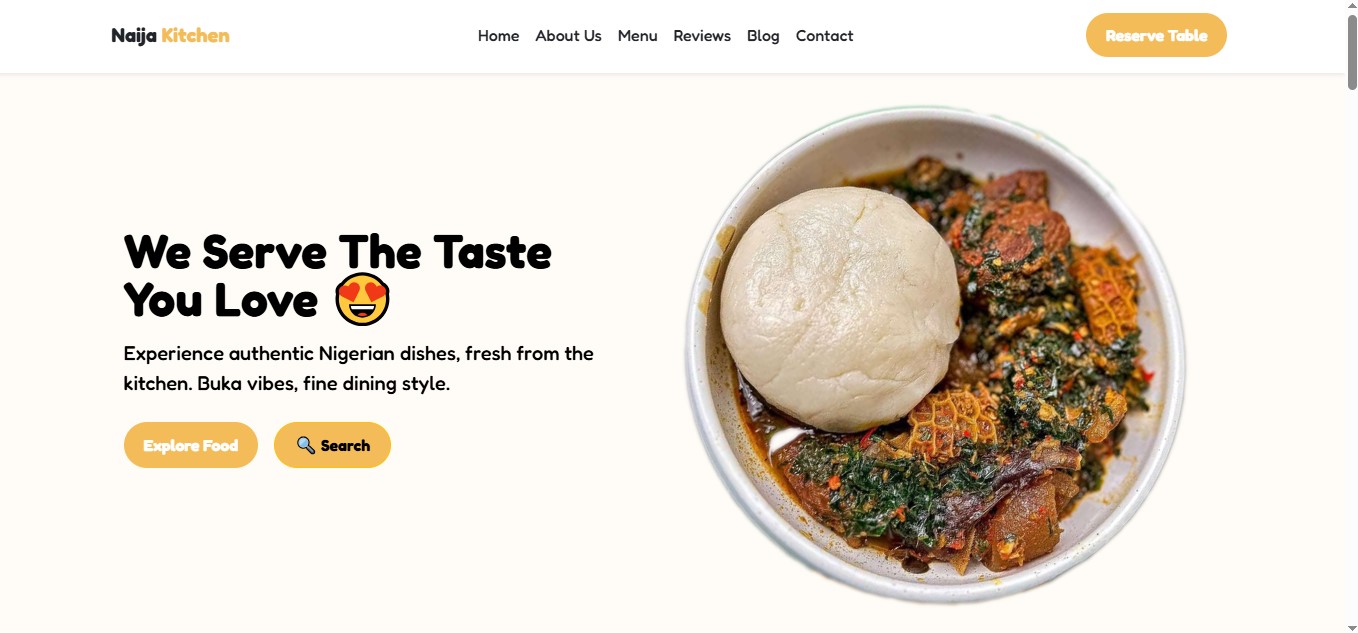 Naija Kitchen
Home About Us Menu Reviews Blog Contact
Reserve Table
We Serve The Taste
You Love 😍
Experience authentic Nigerian dishes, fresh from the
kitchen. Buka vibes, fine dining style.
Explore Food
🔍 Search